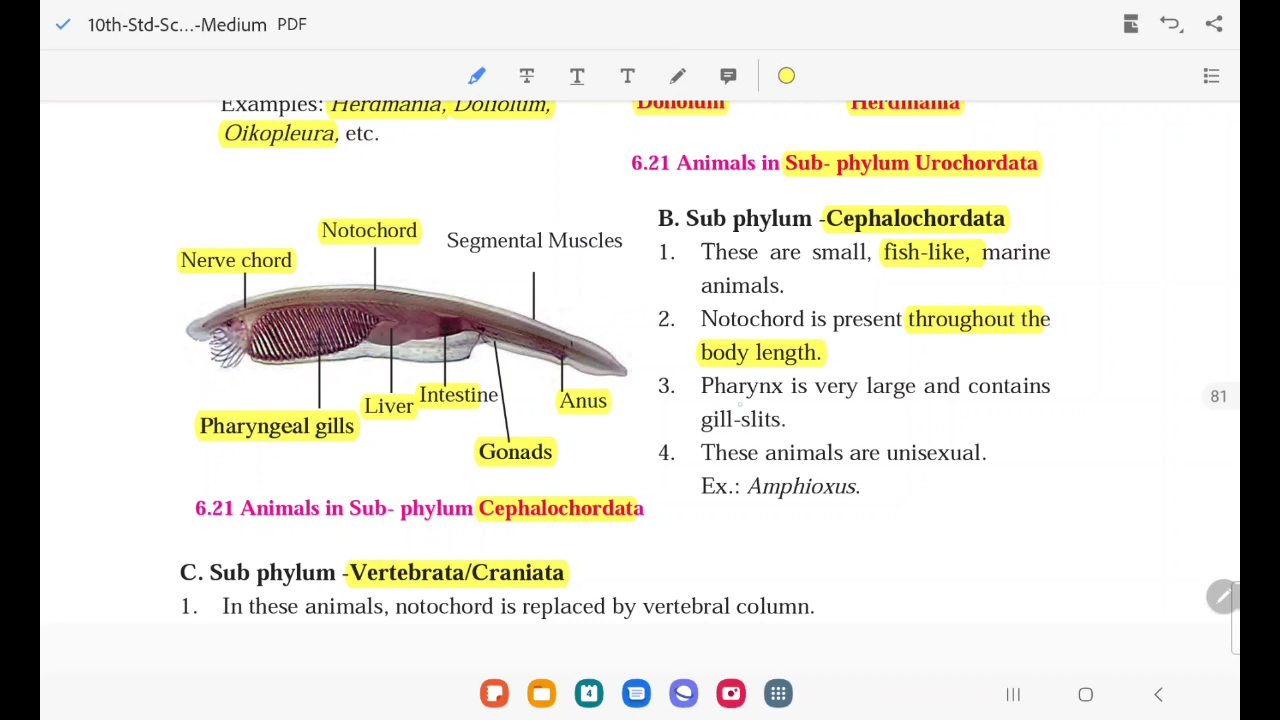 10th-Std-Sc...-Medium PDF
Examples: Herdmania, Doliolum,
Oikopleura, etc.
Doliolum Herdmania
6.21 Animals in Sub- phylum Urochordata
Nerve chord
Notochord
Segmental Muscles
Pharyngeal gills
Liver
Intestine
Gonads
Anus
6.21 Animals in Sub- phylum Cephalochordata
B. Sub phylum -Cephalochordata
1. These are small, fish-like, marine
animals.
2. Notochord is present throughout the
body length.
3. Pharynx is very large and contains
gill-slits.
4. These animals are unisexual.
Ex.: Amphioxus.
C. Sub phylum -Vertebrata/Craniata
1. In these animals, notochord is replaced by vertebral column.
81
4